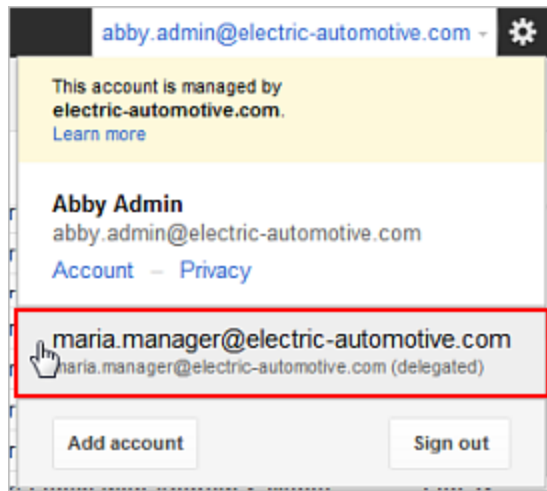 abby.admin@electric-automotive.com
This account is managed by
electric-automotive.com.
Learn more
Abby Admin
abby.admin@electric-automotive.com
Account – Privacy
maria.manager@electric-automotive.com
maria.manager@electric-automotive.com (delegated)
Add account Sign out